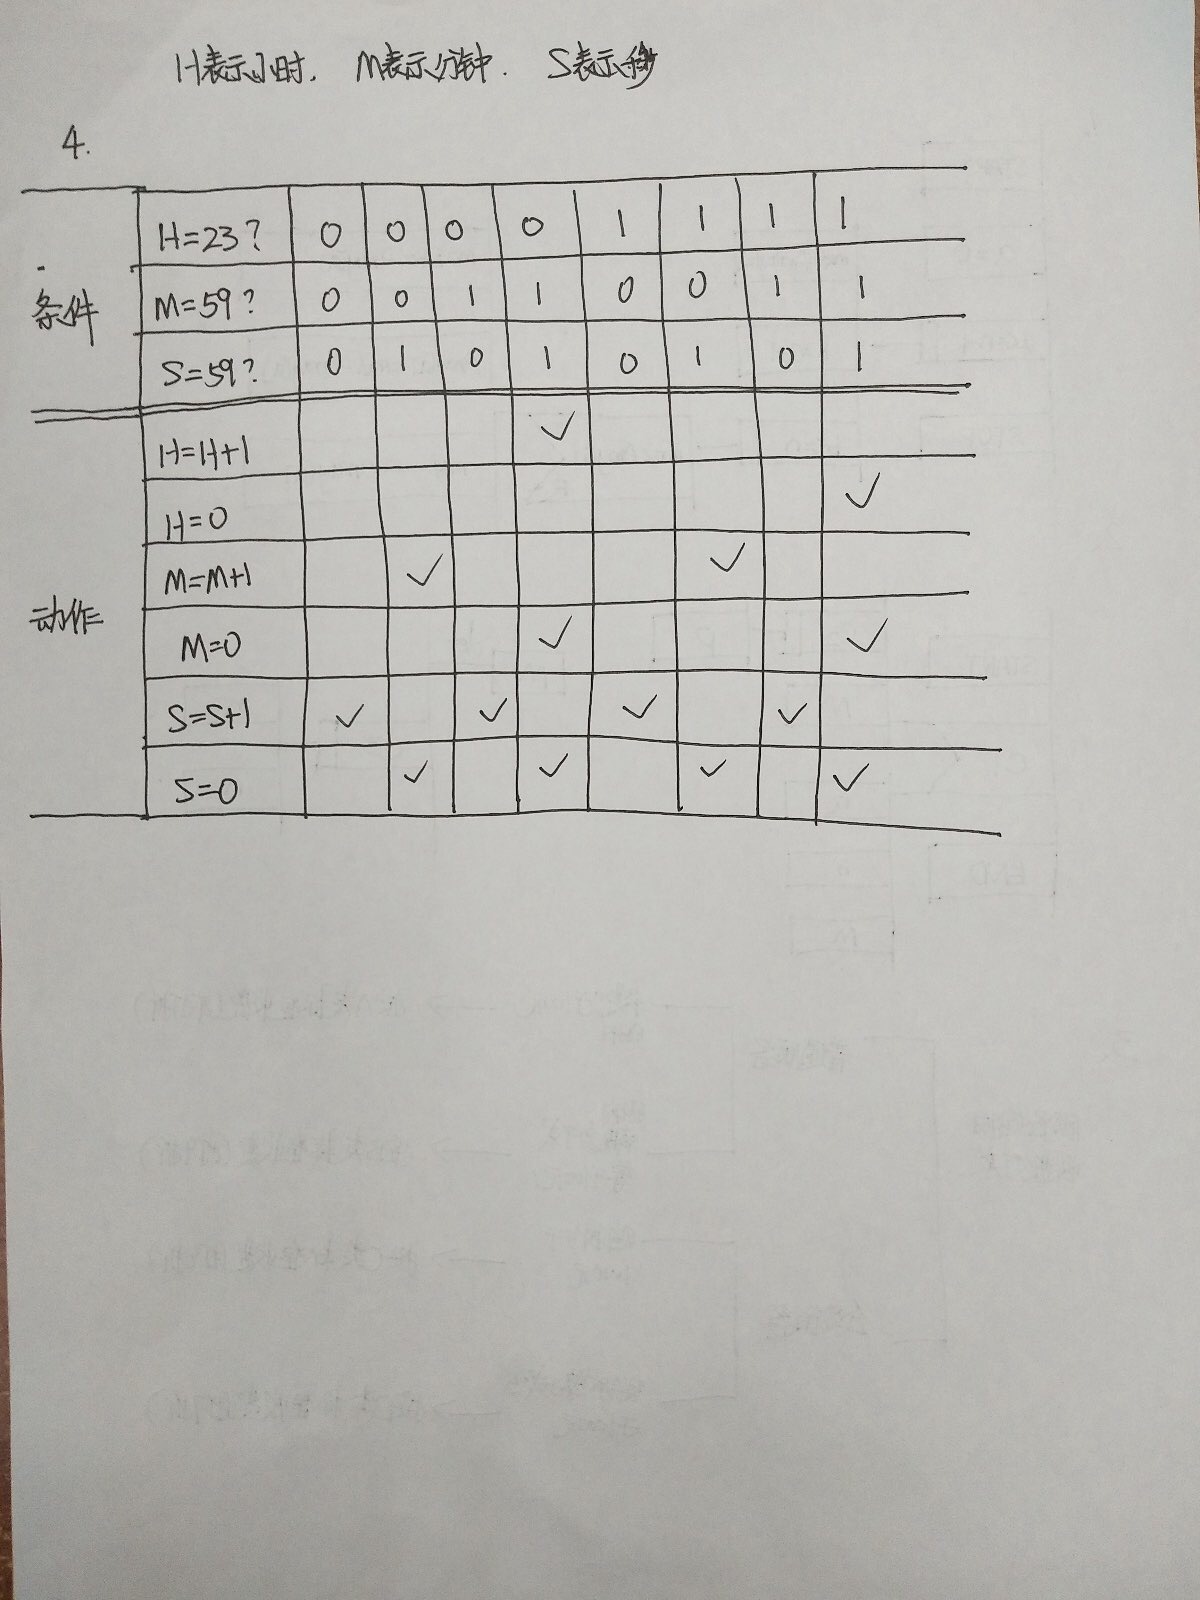 H表示小时. M表示分钟. S表示秒
4.
条件
H=23? 0 0 0 0 1 1 1 1
M=59? 0 0 1 1 0 0 1 1
S=59? 0 1 0 1 0 1 0 1
动作
H=H+1 ✓
H=0 ✓
M=M+1 ✓ ✓
M=0 ✓ ✓
S=S+1 ✓ ✓ ✓ ✓
S=0 ✓ ✓ ✓ ✓